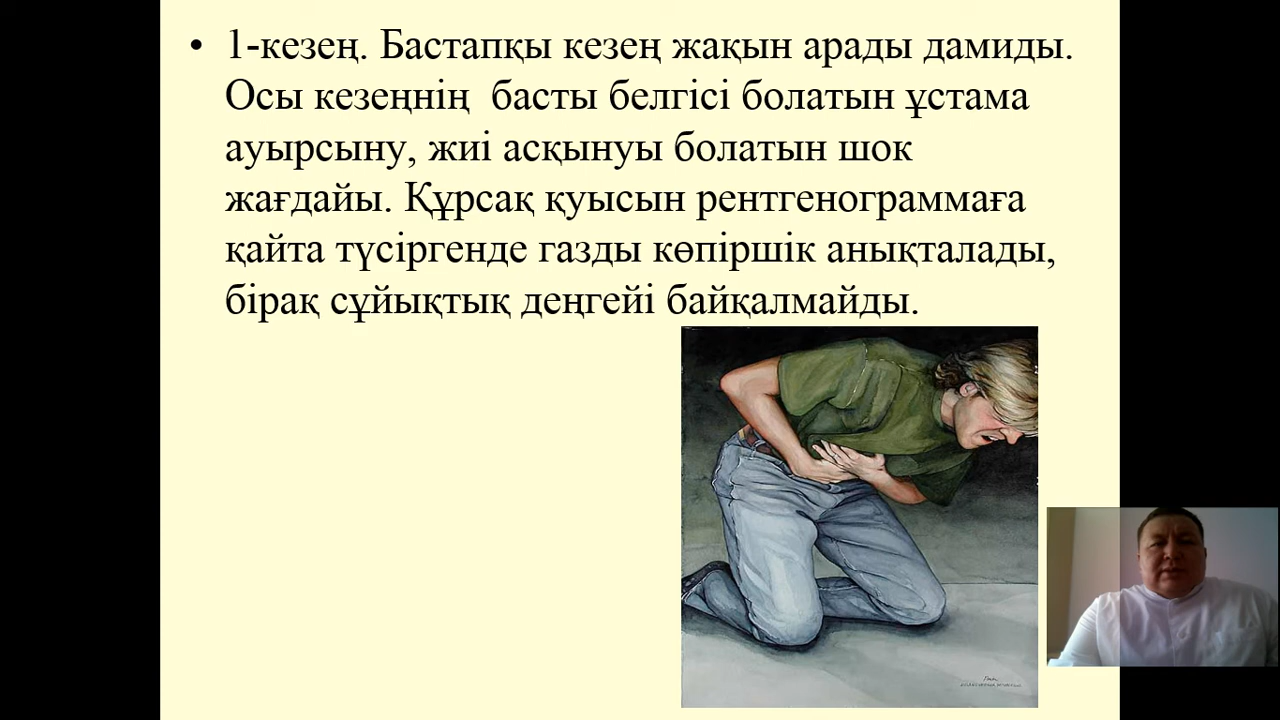 • 1-кезең. Бастапқы кезең жақын арады дамиды.
Осы кезеңнің басты белгісі болатын ұстама
ауырсыну, жиі асқынуы болатын шок
жағдайы. Құрсақ қуысын рентгенограммаға
қайта түсіргенде газды көпіршік анықталады,
бірақ сұйықтық деңгейі байқалмайды.